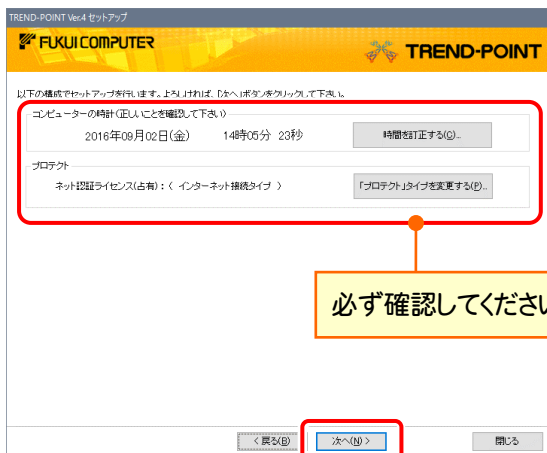 TREND-POINT Ver.4 セットアップ
FUKUI COMPUTER
TREND-POINT
以下の構成でセットアップを行います。よろしければ、「次へ」ボタンをクリックして下さい。
コンピューターの時計(正しいことを確認して下さい)
2016年09月02日(金) 14時05分 23秒
時間を訂正する(Q)...
プロテクト
ネット認証ライセンス(占有) : ( インターネット接続タイプ )
「プロテクト」タイプを変更する(P)...
必ず確認してください
< 戻る(B)
次へ(N) >
閉じる